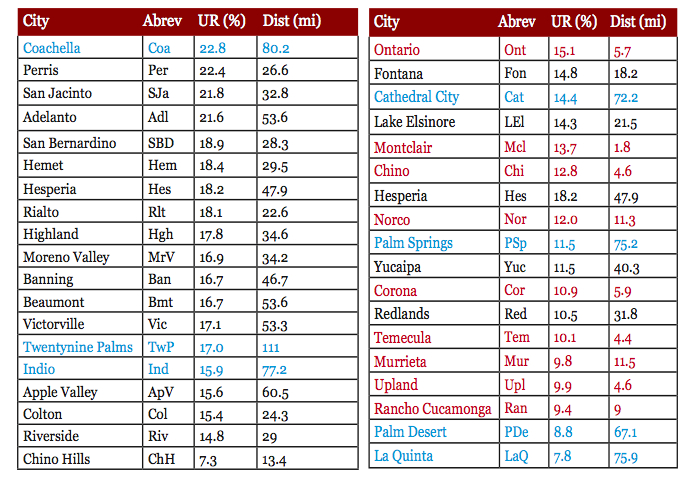 City Abrev UR (%) Dist (mi)
Coachella Coa 22.8 80.2
Perris Per 22.4 26.6
San Jacinto SJa 21.8 32.8
Adelanto Adl 21.6 53.6
San Bernardino SBD 18.9 28.3
Hemet Hem 18.4 29.5
Hesperia Hes 18.2 47.9
Rialto Rlt 18.1 22.6
Highland Hgh 17.8 34.6
Moreno Valley MrV 16.9 34.2
Banning Ban 16.7 46.7
Beaumont Bmt 16.7 53.6
Victorville Vic 17.1 53.3
Twentynine Palms TwP 17.0 111
Indio Ind 15.9 77.2
Apple Valley ApV 15.6 60.5
Colton Col 15.4 24.3
Riverside Riv 14.8 29
Chino Hills ChH 7.3 13.4
City Abrev UR (%) Dist (mi)
Ontario Ont 15.1 5.7
Fontana Fon 14.8 18.2
Cathedral City Cat 14.4 72.2
Lake Elsinore LEl 14.3 21.5
Montclair Mcl 13.7 1.8
Chino Chi 12.8 4.6
Hesperia Hes 18.2 47.9
Norco Nor 12.0 11.3
Palm Springs PSp 11.5 75.2
Yucaipa Yuc 11.5 40.3
Corona Cor 10.9 5.9
Redlands Red 10.5 31.8
Temecula Tem 10.1 4.4
Murrieta Mur 9.8 11.5
Upland Upl 9.9 4.6
Rancho Cucamonga Ran 9.4 9
Palm Desert PDe 8.8 67.1
La Quinta LaQ 7.8 75.9